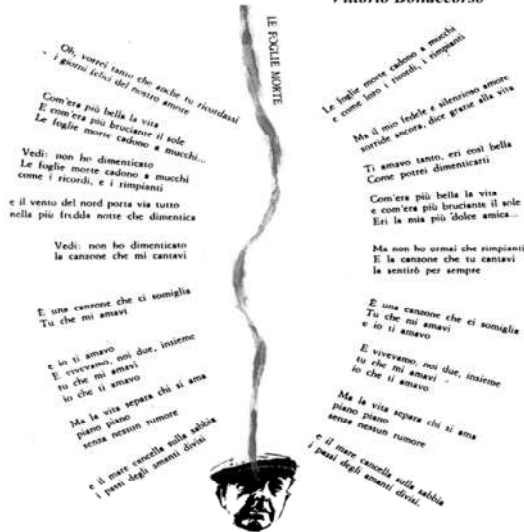 Vittorio Bonaccorso
LE FOGLIE MORTE
Oh, vorrei tanto che anche tu ricordassi
i giorni felici del nostro amore
Com'era più bella la vita
E com'era più bruciante il sole
Le foglie morte cadono a mucchi...
Vedi: non ho dimenticato
Le foglie morte cadono a mucchi
come i ricordi, e i rimpianti
e il vento del nord porta via tutto
nella più fredda notte che dimentica
Vedi: non ho dimenticato
la canzone che mi cantavi
È una canzone che ci somiglia
Tu che mi amavi
e io ti amavo
E vivevamo, noi due, insieme
tu che mi amavi
io che ti amavo
Ma la vita separa chi si ama
piano piano
senza nessun rumore
e il mare cancella sulla sabbia
i passi degli amanti divisi
Le foglie morte cadono a mucchi
e come loro i ricordi, i rimpianti
Ma il mio fedele e silenzioso amore
sorride ancora, dice grazie alla vita
Ti amavo tanto, eri così bella
Come potrei dimenticarti
Com'era più bella la vita
e com'era più bruciante il sole
Eri la mia più dolce amica...
Ma non ho ormai che rimpianti
E la canzone che tu cantavi
la sentirò per sempre
È una canzone che ci somiglia
Tu che mi amavi
e io ti amavo
E vivevamo, noi due, insieme
tu che mi amavi
io che ti amavo
Ma la vita separa chi si ama
piano piano
senza nessun rumore
e il mare cancella sulla sabbia
i passi degli amanti divisi.